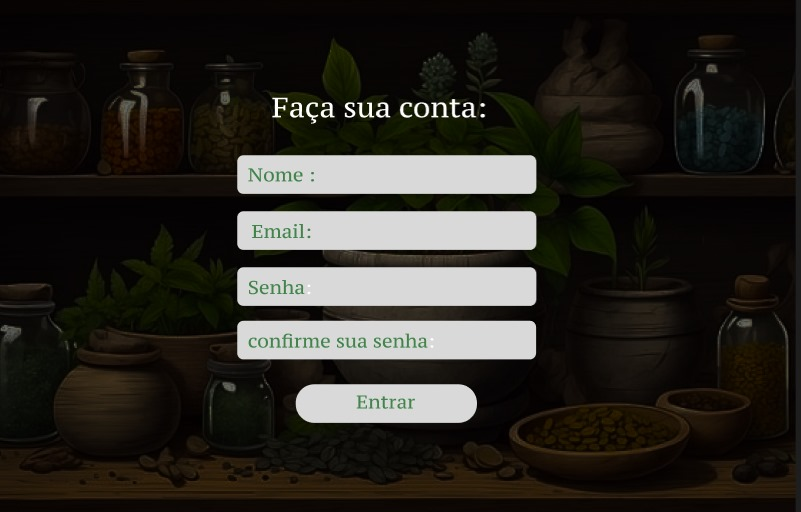 Faça sua conta:
Nome :
Email:
Senha:
confirme sua senha:
Entrar